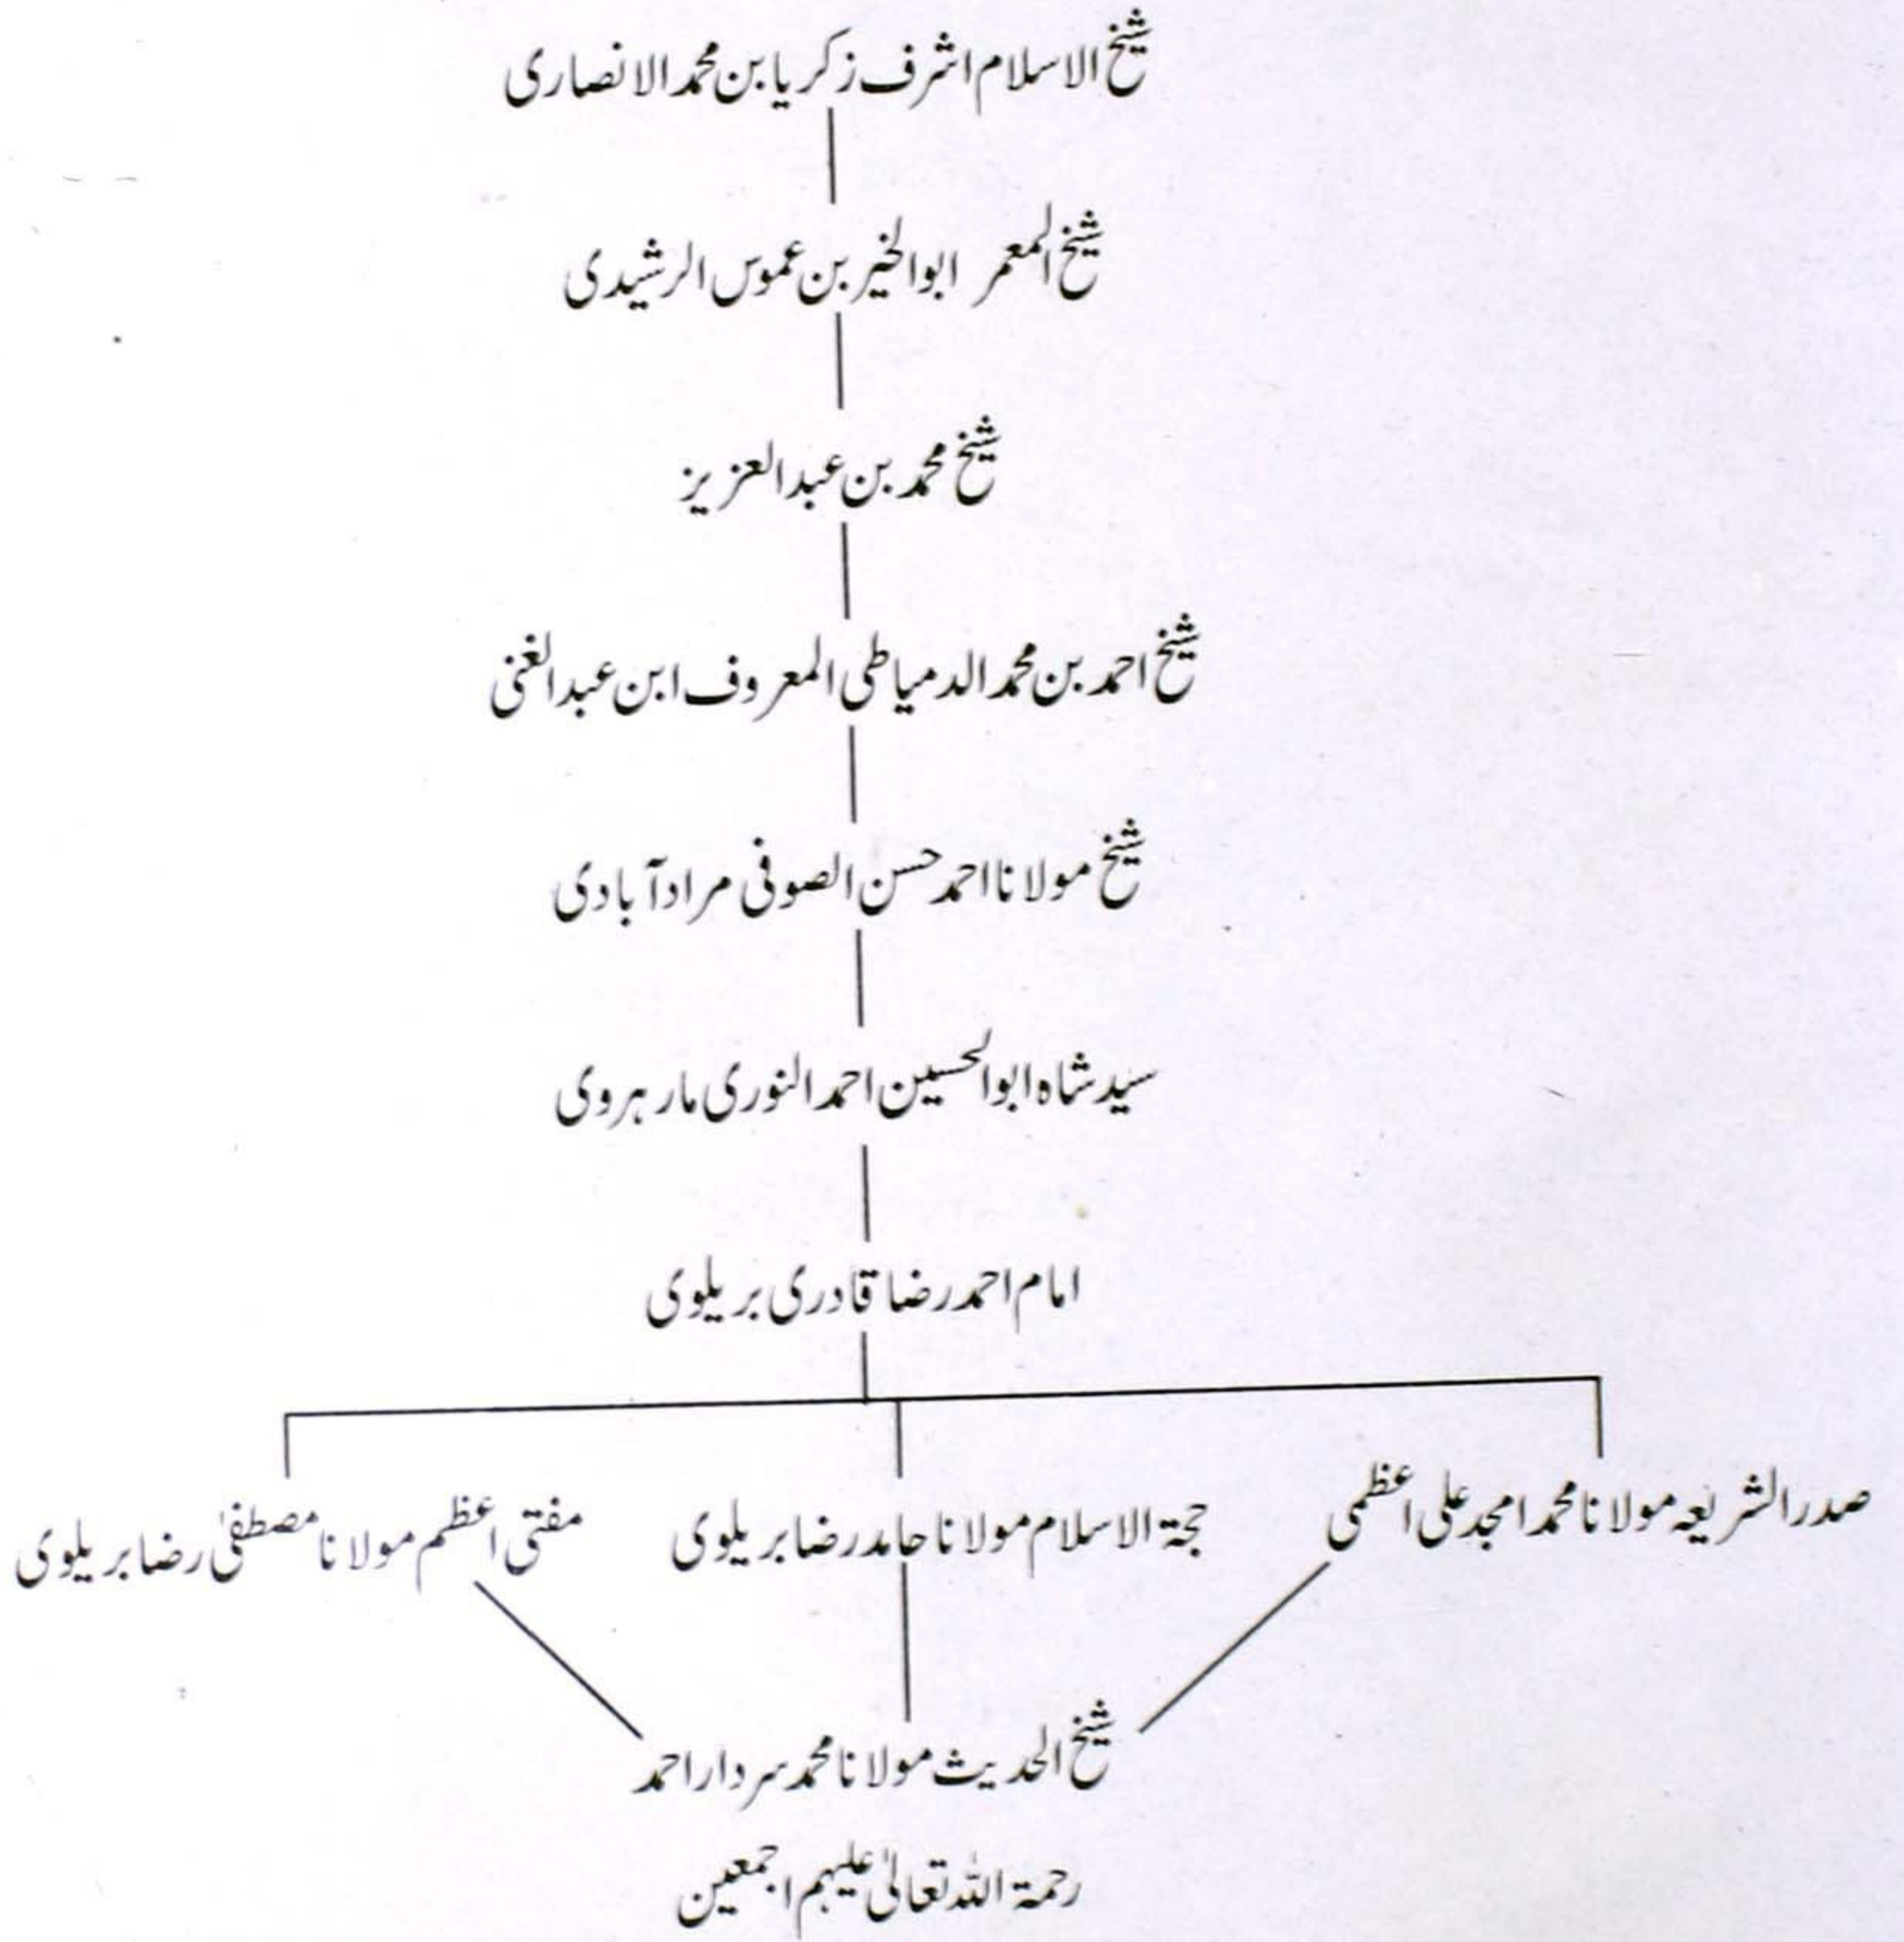 شیخ الاسلام اشرف زکریا بن محمد الانصاری
شیخ المعمر ابوالخیر بن عموس الرشیدی
شیخ محمد بن عبدالعزیز
شیخ احمد بن محمد الدمیاطی المعروف ابن عبدالغنی
شیخ مولانا احمد حسن الصوفی مرادآبادی
سید شاہ ابوالحسین احمد النوری مارہروی
امام احمد رضا قادری بریلوی
صدر الشریعہ مولانا محمد امجد علی اعظمی
حجۃ الاسلام مولانا حامد رضا بریلوی
مفتی اعظم مولانا مصطفیٰ رضا بریلوی
شیخ الحدیث مولانا محمد سردار احمد
رحمۃ اللہ تعالیٰ علیہم اجمعین